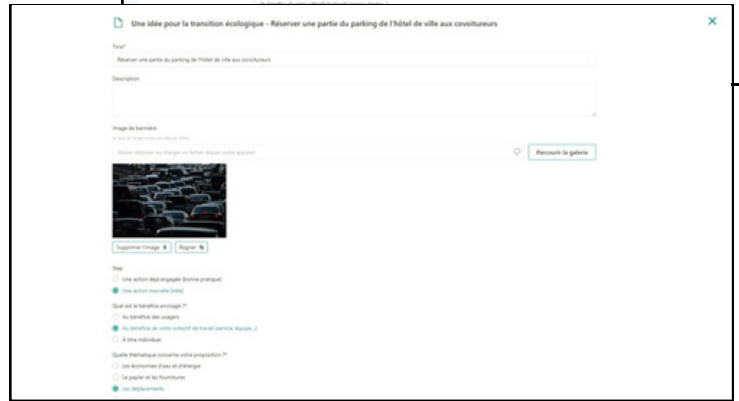 Une idée pour la transition écologique - Réserver une partie du parking de l'hôtel de ville aux covoitureurs
Titre*
Réserver une partie du parking de l'hôtel de ville aux covoitureurs
Description
Image de bannière
Parcourir la galerie
Supprimer l'image
Rogner
Step
Une action déjà engagée (bonne pratique)
Une action nouvelle (idée)
Quel est le bénéfice envisagé ?*
Au bénéfice des usagers
Au bénéfice de votre collectif de travail (service, équipe...)
À titre individuel
Quelle thématique concerne votre proposition ?*
Les économies d'eau et d'énergie
Le papier et les fournitures
Les déplacements